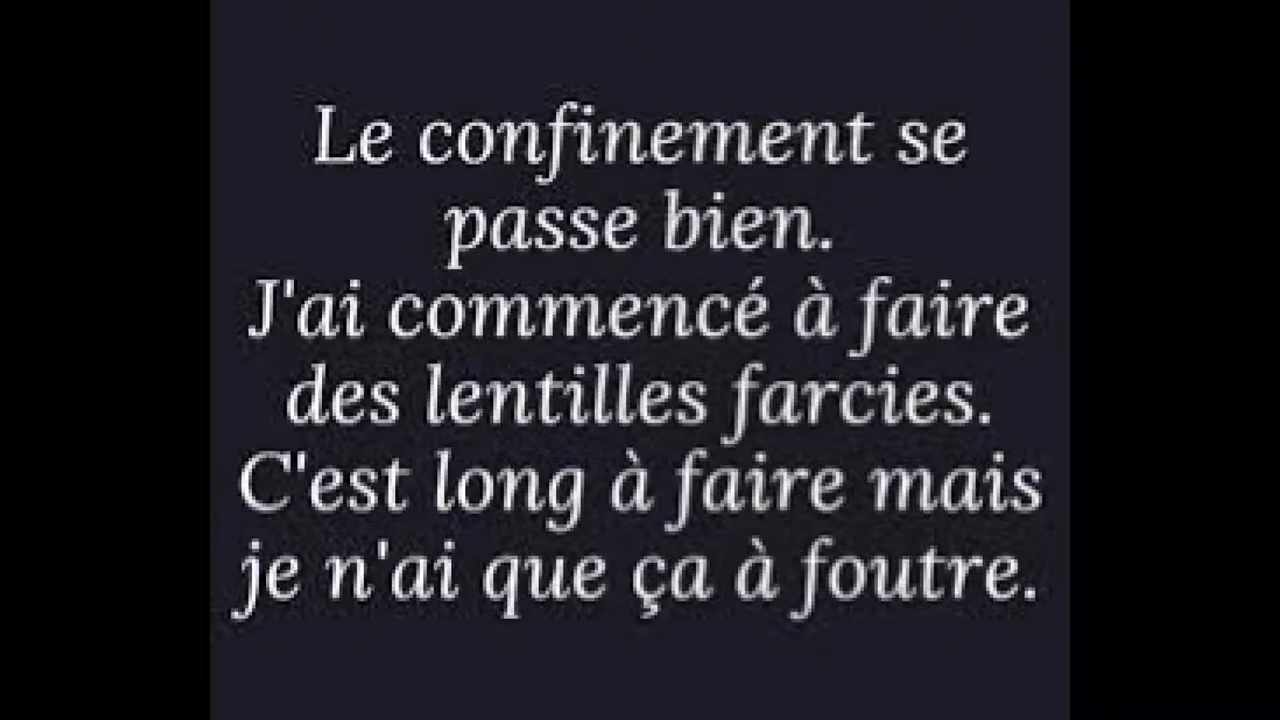 Le confinement se
passe bien.
J'ai commencé à faire
des lentilles farcies.
C'est long à faire mais
je n'ai que ça à foutre.